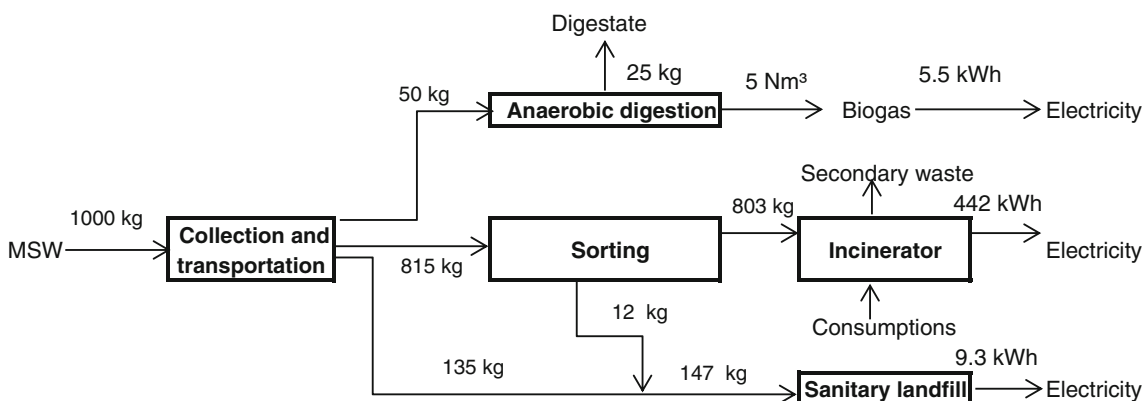 Digestate
25 kg
50 kg
5 Nm³
5.5 kWh
Anaerobic digestion
Biogas
Electricity
Secondary waste
1000 kg
803 kg
442 kWh
MSW
Collection and
transportation
815 kg
Sorting
Incinerator
Electricity
12 kg
Consumptions
135 kg
147 kg
9.3 kWh
Sanitary landfill
Electricity